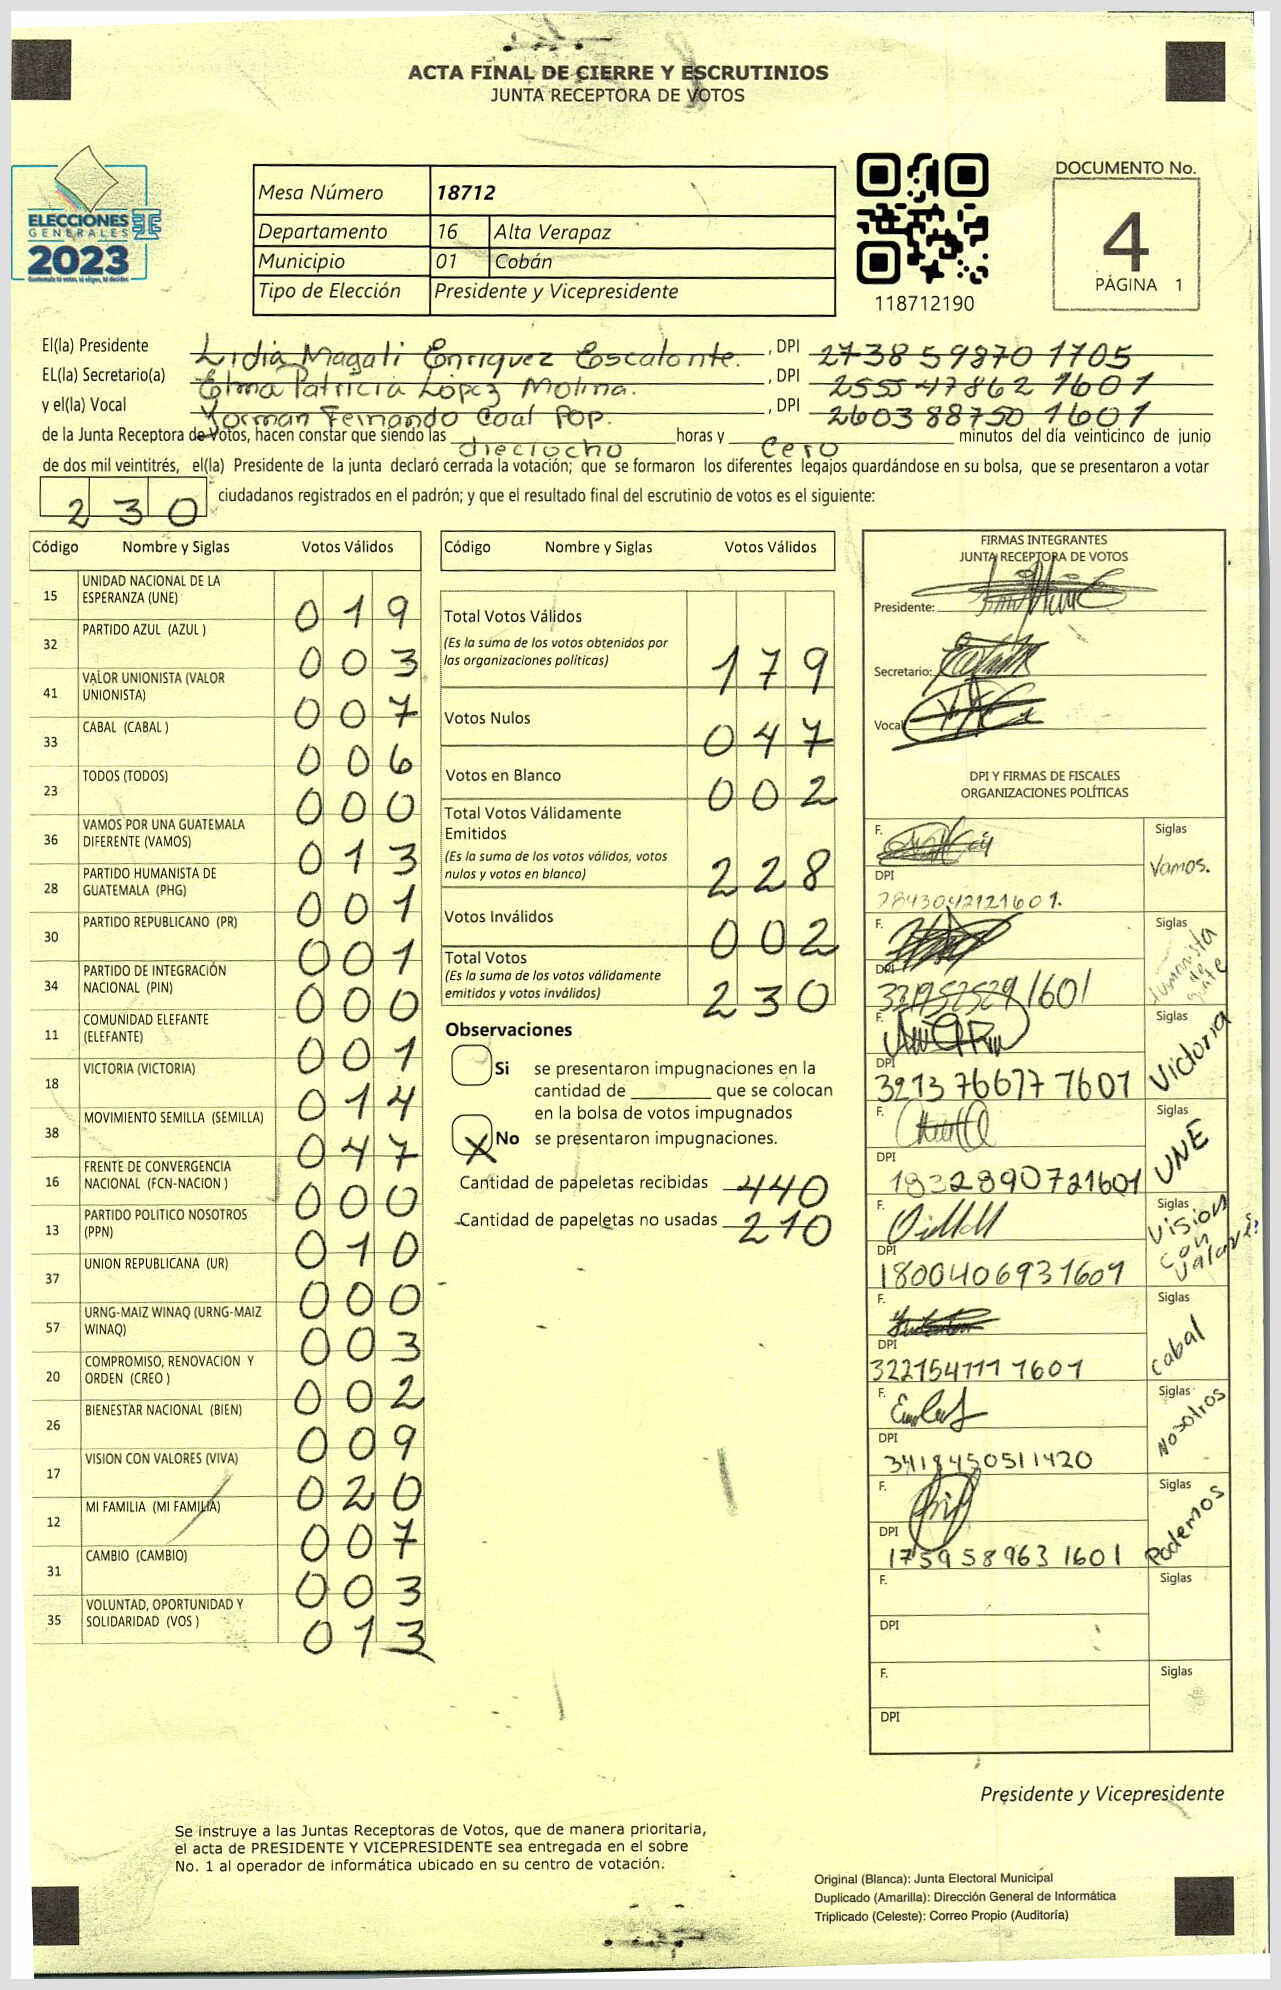 ACTA FINAL DE CIERRE Y ESCRUTINIOS
JUNTA RECEPTORA DE VOTOS
ELECCIONES
GENERALES
2023
Mesa Número 18712
Departamento 16 Alta Verapaz
Municipio 01 Cobán
Tipo de Elección Presidente y Vicepresidente
118712190
DOCUMENTO No.
4
PÁGINA 1
El(la) Presidente Lidia Magali Enriquez Escalante. , DPI 2738 59870 1705
EL(la) Secretario(a) Elma Patricia López Molina. , DPI 2555 47862 1601
y el(la) Vocal Yorman Fernando Caal Pop. , DPI 2603 88750 1601
de la Junta Receptora de Votos, hacen constar que siendo las dieciocho horas y cero minutos del día veinticinco de junio
de dos mil veintitrés, el(la) Presidente de la junta declaró cerrada la votación; que se formaron los diferentes legajos guardándose en su bolsa, que se presentaron a votar
230 ciudadanos registrados en el padrón; y que el resultado final del escrutinio de votos es el siguiente:
Código Nombre y Siglas Votos Válidos
15 UNIDAD NACIONAL DE LA ESPERANZA (UNE) 019
32 PARTIDO AZUL (AZUL ) 003
41 VALOR UNIONISTA (VALOR UNIONISTA) 007
33 CABAL (CABAL ) 006
23 TODOS (TODOS) 000
36 VAMOS POR UNA GUATEMALA DIFERENTE (VAMOS) 013
28 PARTIDO HUMANISTA DE GUATEMALA (PHG) 001
30 PARTIDO REPUBLICANO (PR) 001
34 PARTIDO DE INTEGRACIÓN NACIONAL (PIN) 000
11 COMUNIDAD ELEFANTE (ELEFANTE) 001
18 VICTORIA (VICTORIA) 014
38 MOVIMIENTO SEMILLA (SEMILLA) 047
16 FRENTE DE CONVERGENCIA NACIONAL (FCN-NACION ) 000
13 PARTIDO POLITICO NOSOTROS (PPN) 010
37 UNION REPUBLICANA (UR) 000
57 URNG-MAIZ WINAQ (URNG-MAIZ WINAQ) 003
20 COMPROMISO, RENOVACION Y ORDEN (CREO ) 002
26 BIENESTAR NACIONAL (BIEN) 009
17 VISION CON VALORES (VIVA) 020
12 MI FAMILIA (MI FAMILIA) 007
31 CAMBIO (CAMBIO) 003
35 VOLUNTAD, OPORTUNIDAD Y SOLIDARIDAD (VOS ) 013
Código Nombre y Siglas Votos Válidos
Total Votos Válidos
(Es la suma de los votos obtenidos por
las organizaciones políticas) 179
Votos Nulos 047
Votos en Blanco 002
Total Votos Válidamente
Emitidos
(Es la suma de los votos válidos, votos
nulos y votos en blanco) 228
Votos Inválidos 002
Total Votos
(Es la suma de los votos válidamente
emitidos y votos inválidos) 230
Observaciones
Si se presentaron impugnaciones en la
cantidad de ________ que se colocan
en la bolsa de votos impugnados
X No se presentaron impugnaciones.
Cantidad de papeletas recibidas 440
Cantidad de papeletas no usadas 210
FIRMAS INTEGRANTES
JUNTA RECEPTORA DE VOTOS
Presidente:
Secretario:
Vocal
DPI Y FIRMAS DE FISCALES
ORGANIZACIONES POLÍTICAS
F. Siglas
Vamos.
DPI
2843042121601.
F. Siglas
Humanista
de
DPI
1601
F. Siglas
Victoria
DPI
3213 76677 1601
F. Siglas
UNE
DPI
1832890721601
F. Siglas
Vision
con
Valores
DPI
1800406931601
F. Siglas
Cabal
DPI
322154111 1601
F. Siglas
Nosotros
DPI
3418450511420
F. Siglas
Podemos
DPI
1759 58963 1601
F. Siglas
DPI
F. Siglas
DPI
Presidente y Vicepresidente
Se instruye a las Juntas Receptoras de Votos, que de manera prioritaria,
el acta de PRESIDENTE Y VICEPRESIDENTE sea entregada en el sobre
No. 1 al operador de informática ubicado en su centro de votación.
Original (Blanca): Junta Electoral Municipal
Duplicado (Amarilla): Dirección General de Informática
Triplicado (Celeste): Correo Propio (Auditoría)